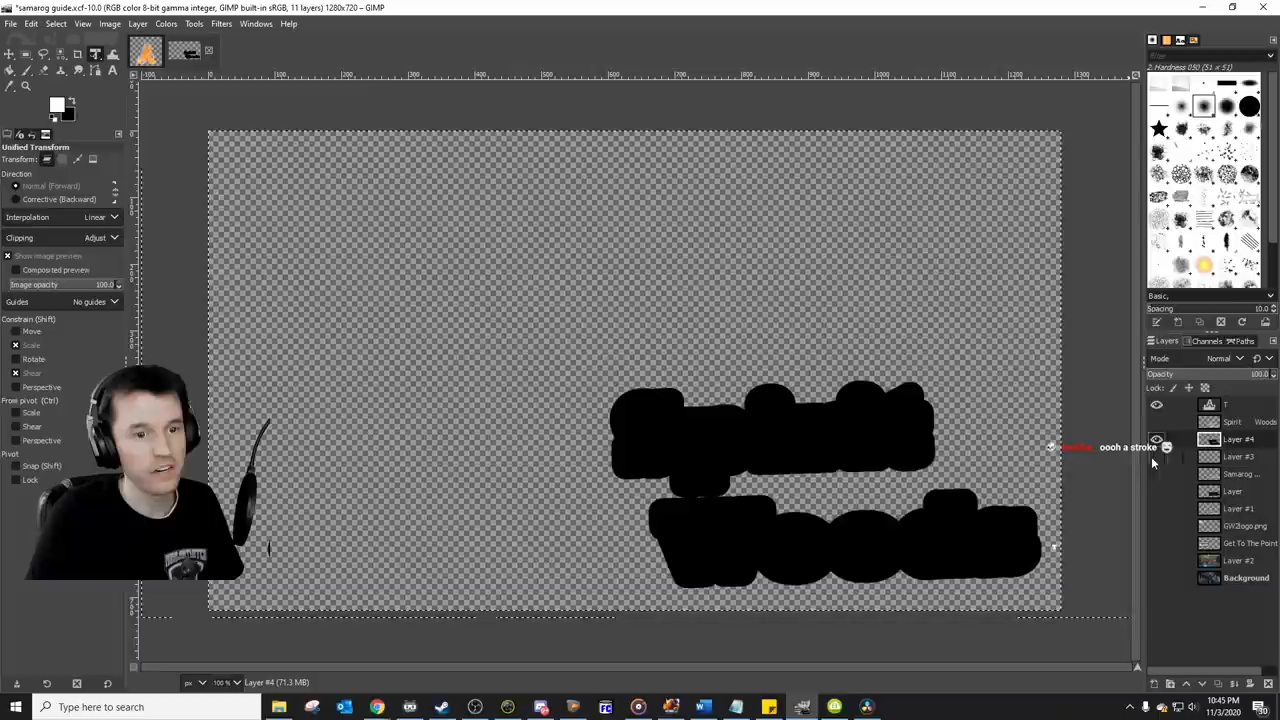 *samarog guide.xcf-10.0 (RGB color 8-bit gamma integer, GIMP built-in sRGB, 11 layers) 1280x720 – GIMP
File Edit Select View Image Layer Colors Tools Filters Windows Help
filter
2. Hardness 050 (51 x 51)
Unified Transform
Transform:
Direction
Normal (Forward)
Corrective (Backward)
Interpolation Linear
Clipping Adjust
Show image preview
Composited preview
Image opacity 100.0
Guides No guides
Constrain (Shift)
Move
Scale
Rotate
Shear
Perspective
From pivot (Ctrl)
Scale
Shear
Perspective
Pivot
Snap (Shift)
Lock
Basic,
Spacing 10.0
Layers Channels Paths
Mode Normal
Opacity 100.0
Lock:
T
Spirit Woods
Layer #4
oooh a stroke
Layer #3
Samarog ...
Layer
Layer #1
GW2logo.png
Get To The Point
Layer #2
Background
px 100 % Layer #4 (71.3 MB)
Type here to search
10:45 PM
11/3/2020
30